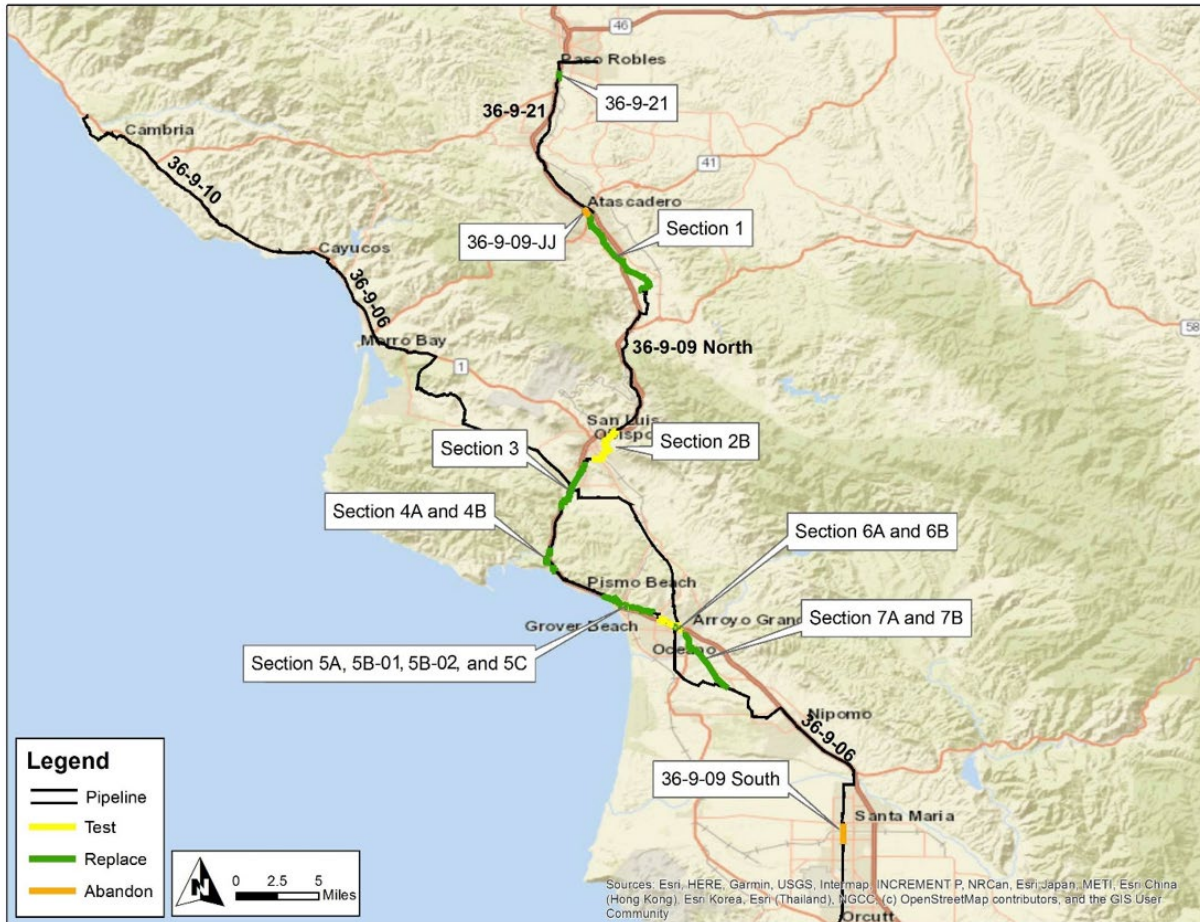 46
Paso Robles
36-9-21
36-9-21
Cambria
41
36-9-10
Atascadero
Section 1
36-9-09-JJ
Cayucos
36-9-06
58
Morro Bay
36-9-09 North
1
San Luis
Obispo
Section 2B
Section 3
Section 4A and 4B
Section 6A and 6B
Pismo Beach
Section 7A and 7B
Arroyo Grand
Grover Beach
Oceano
Section 5A, 5B-01, 5B-02, and 5C
Nipomo
36-9-06
36-9-09 South
Santa Maria
Legend
Pipeline
Test
Replace
Abandon
N
0 2.5 5
Miles
Sources: Esri, HERE, Garmin, USGS, Intermap, INCREMENT P, NRCan, Esri Japan, METI, Esri China
(Hong Kong), Esri Korea, Esri (Thailand), NGCC, (c) OpenStreetMap contributors, and the GIS User
Community
Orcutt